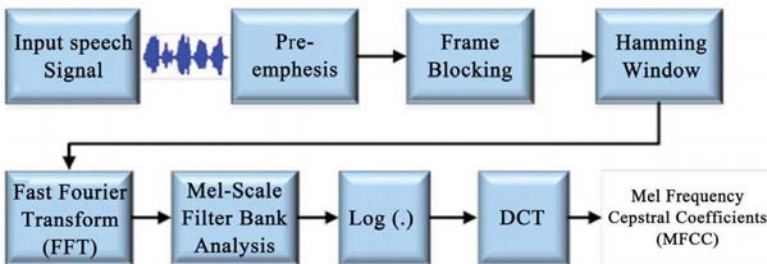 Input speech
Signal
Pre-
emphesis
Frame
Blocking
Hamming
Window
Fast Fourier
Transform
(FFT)
Mel-Scale
Filter Bank
Analysis
Log (.)
DCT
Mel Frequency
Cepstral Coefficients
(MFCC)